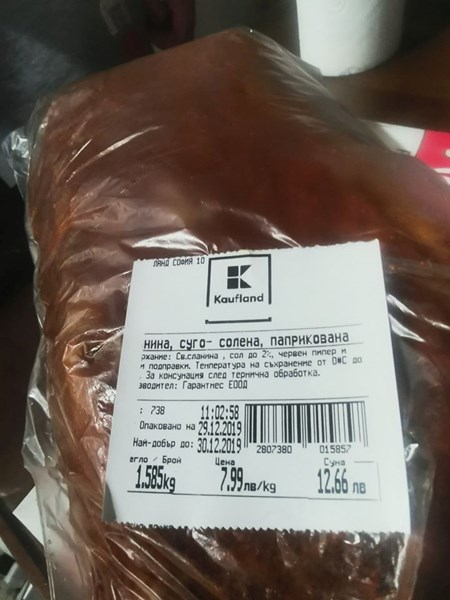 ЛАНД СОФИЯ 10
K
Kaufland
нина, суго- солена, паприкована
ржание: Св.сланина , сол до 2%, червен пипер и
и подправки. Температура на съхранение от 0*С до
. За консумация след термична обработка.
зводител: Гарантнес ЕООД
: 738 11:02:58
Опаковано на 29.12.2019
Най-добър до: 30.12.2019
2807380 015857
егло / Брой Цена Сума
1.585kg 7.99лв/kg 12.66 лв